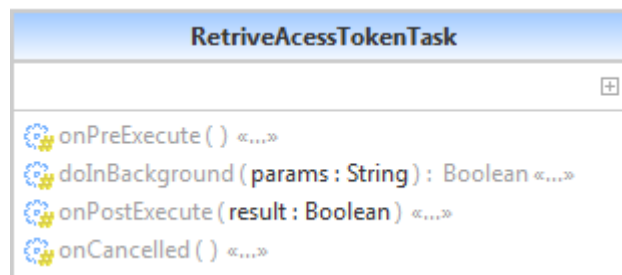 RetriveAcessTokenTask
onPreExecute ( ) «...»
doInBackground ( params : String ) : Boolean «...»
onPostExecute ( result : Boolean ) «...»
onCancelled ( ) «...»